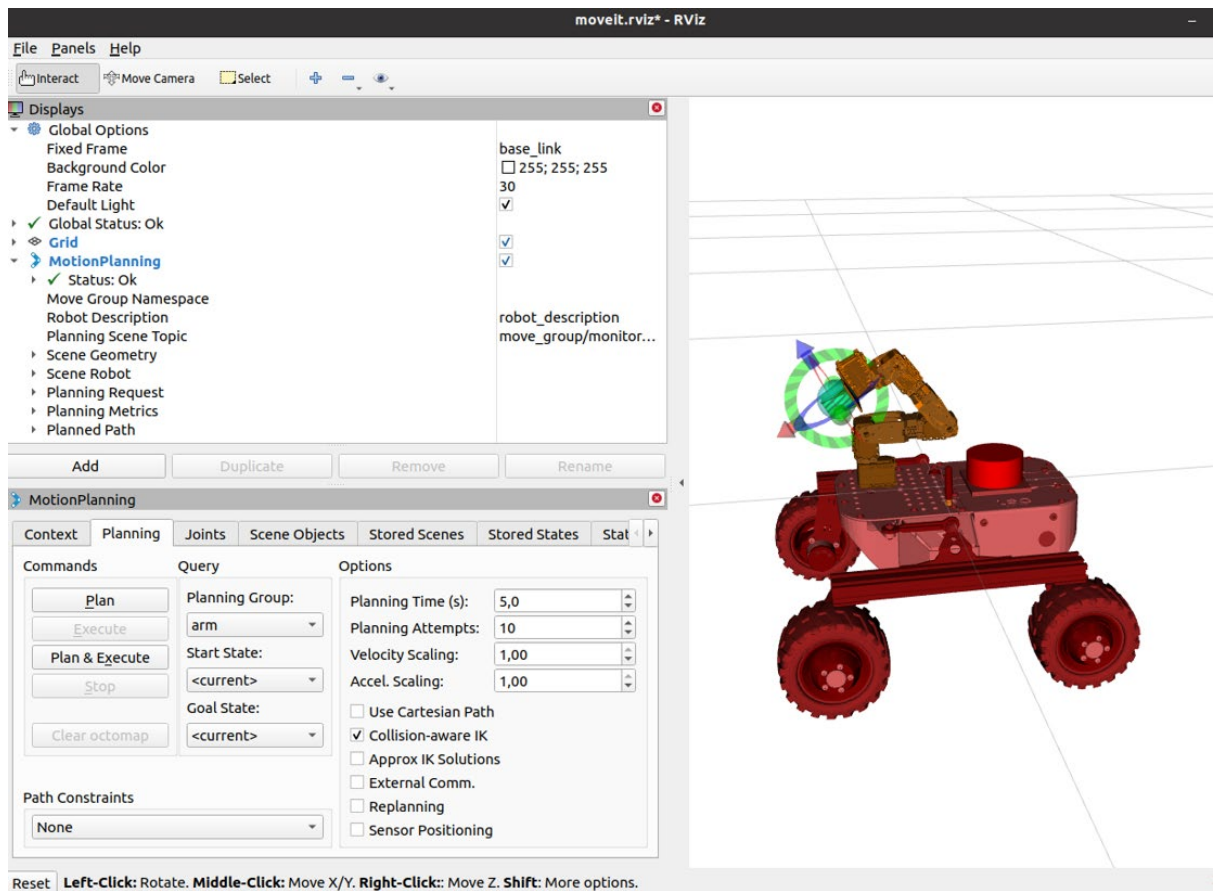 moveit.rviz* - RViz
File Panels Help
Interact Move Camera Select
Displays
Global Options
Fixed Frame base_link
Background Color 255; 255; 255
Frame Rate 30
Default Light
Global Status: Ok
Grid
MotionPlanning
Status: Ok
Move Group Namespace
Robot Description robot_description
Planning Scene Topic move_group/monitor...
Scene Geometry
Scene Robot
Planning Request
Planning Metrics
Planned Path
Add Duplicate Remove Rename
MotionPlanning
Context Planning Joints Scene Objects Stored Scenes Stored States Stat
Commands Query Options
Plan Planning Group: Planning Time (s): 5,0
Execute arm Planning Attempts: 10
Plan & Execute Start State: Velocity Scaling: 1,00
Stop <current> Accel. Scaling: 1,00
Goal State: Use Cartesian Path
Clear octomap <current> Collision-aware IK
Approx IK Solutions
External Comm.
Path Constraints Replanning
None Sensor Positioning
Reset Left-Click: Rotate. Middle-Click: Move X/Y. Right-Click:: Move Z. Shift: More options.